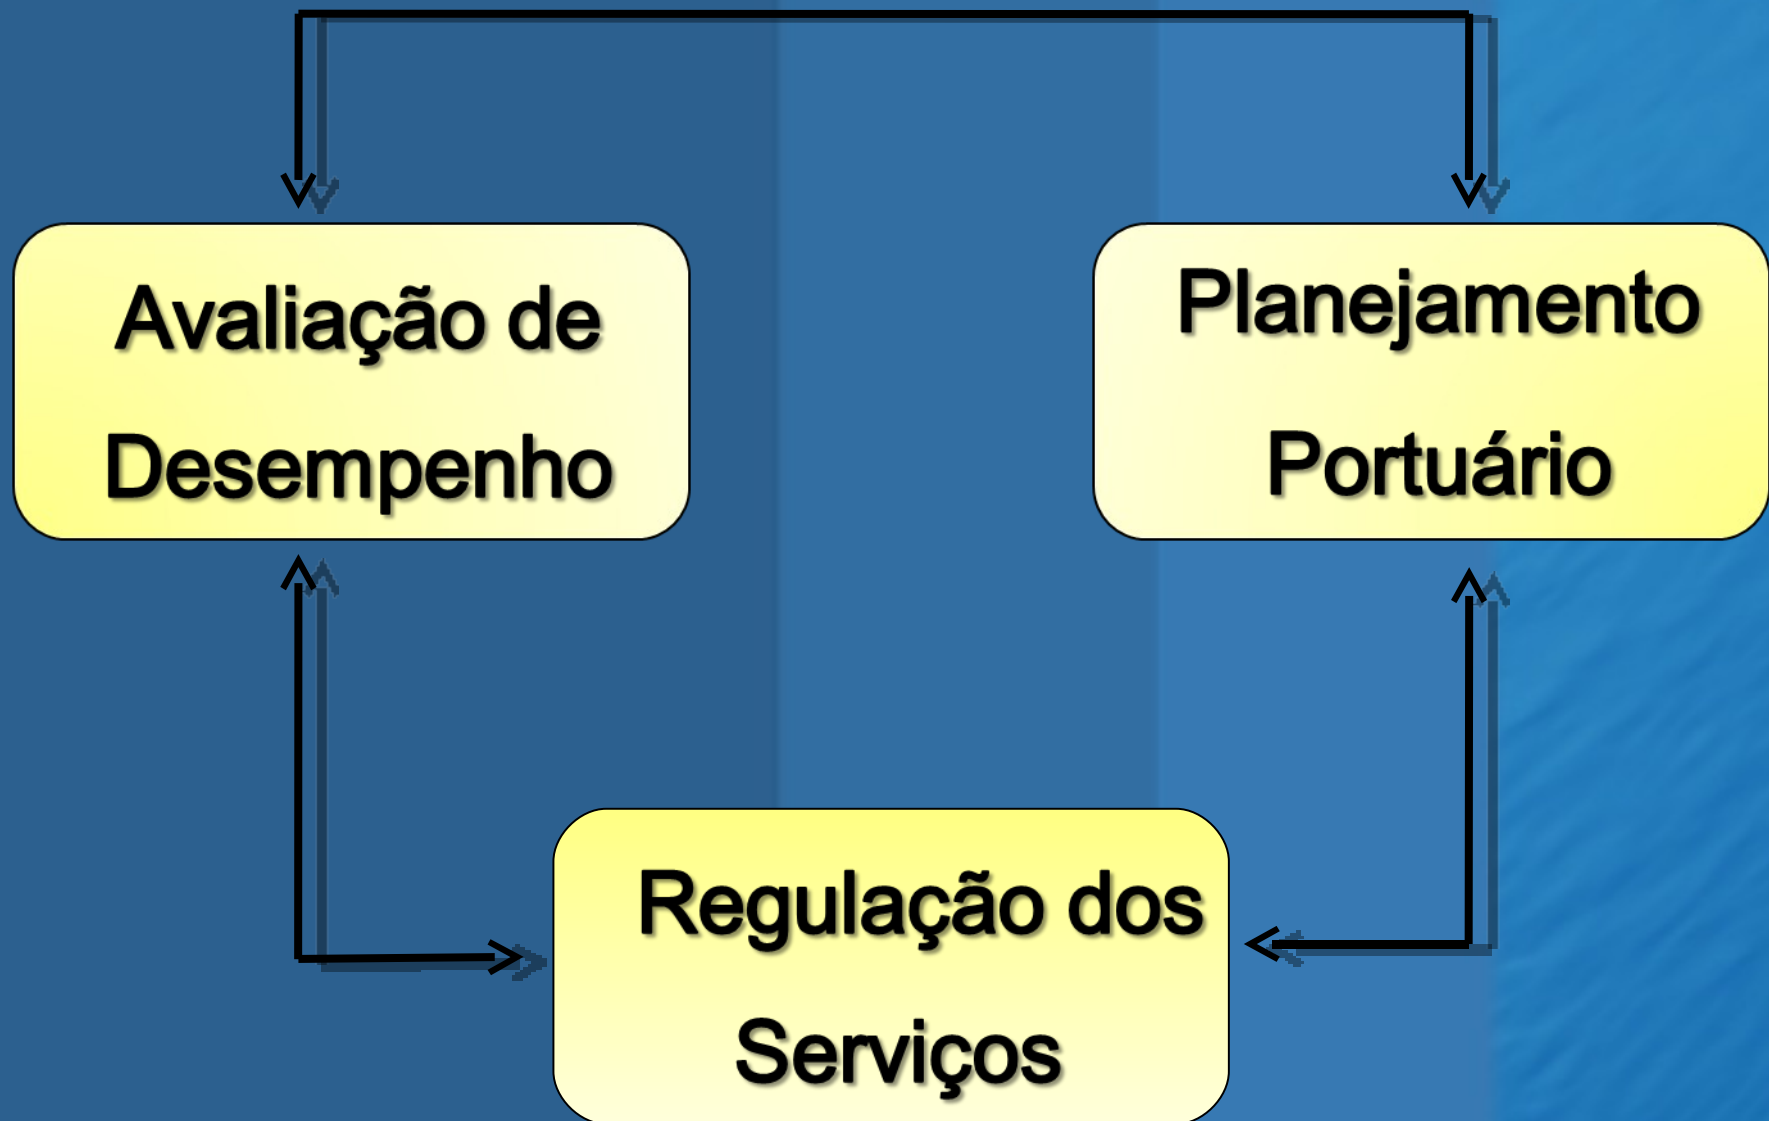 Avaliação de
Desempenho
Planejamento
Portuário
Regulação dos
Serviços